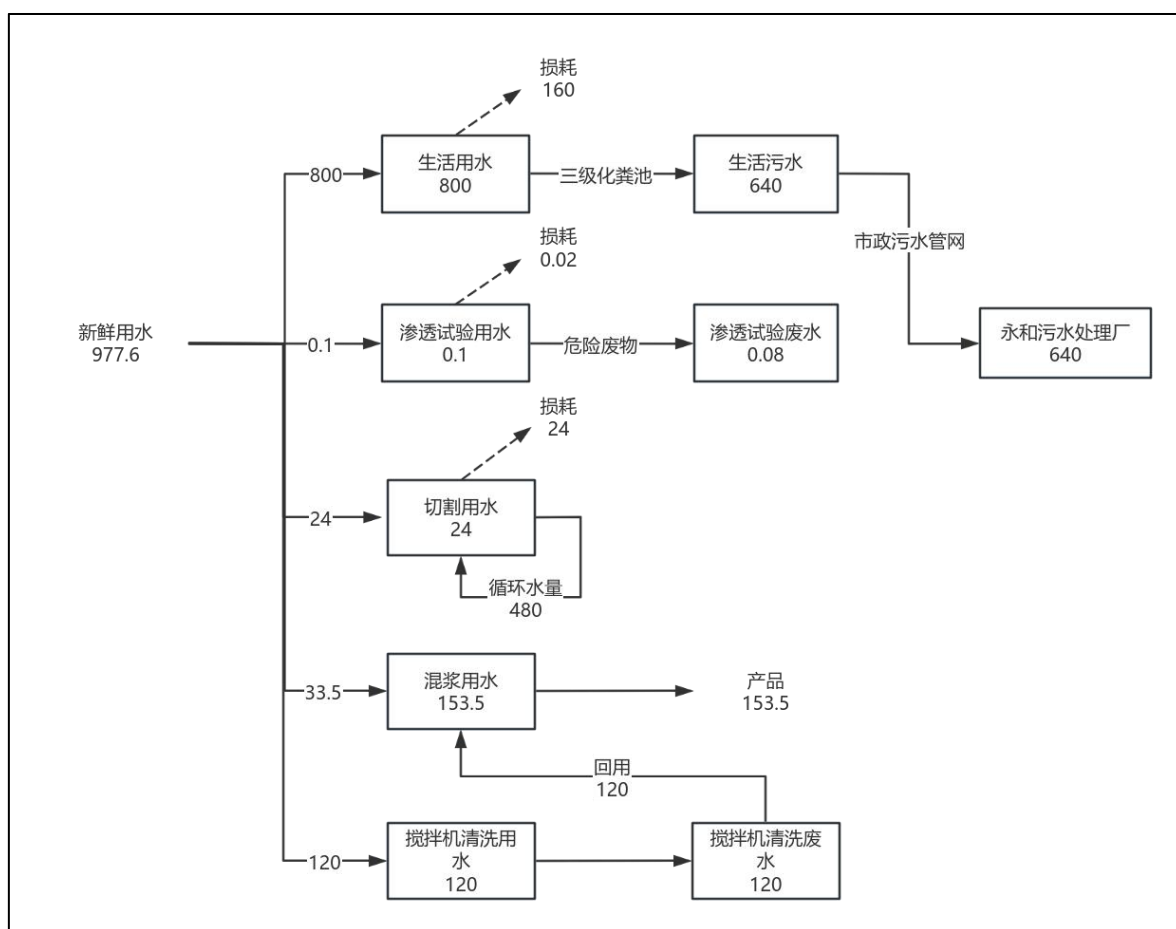 损耗
160
生活用水
800
800
三级化粪池
生活污水
640
市政污水管网
损耗
0.02
新鲜用水
977.6
0.1
渗透试验用水
0.1
危险废物
渗透试验废水
0.08
永和污水处理厂
640
损耗
24
24
切割用水
24
循环水量
480
33.5
混浆用水
153.5
产品
153.5
回用
120
120
搅拌机清洗用
水
120
搅拌机清洗废
水
120